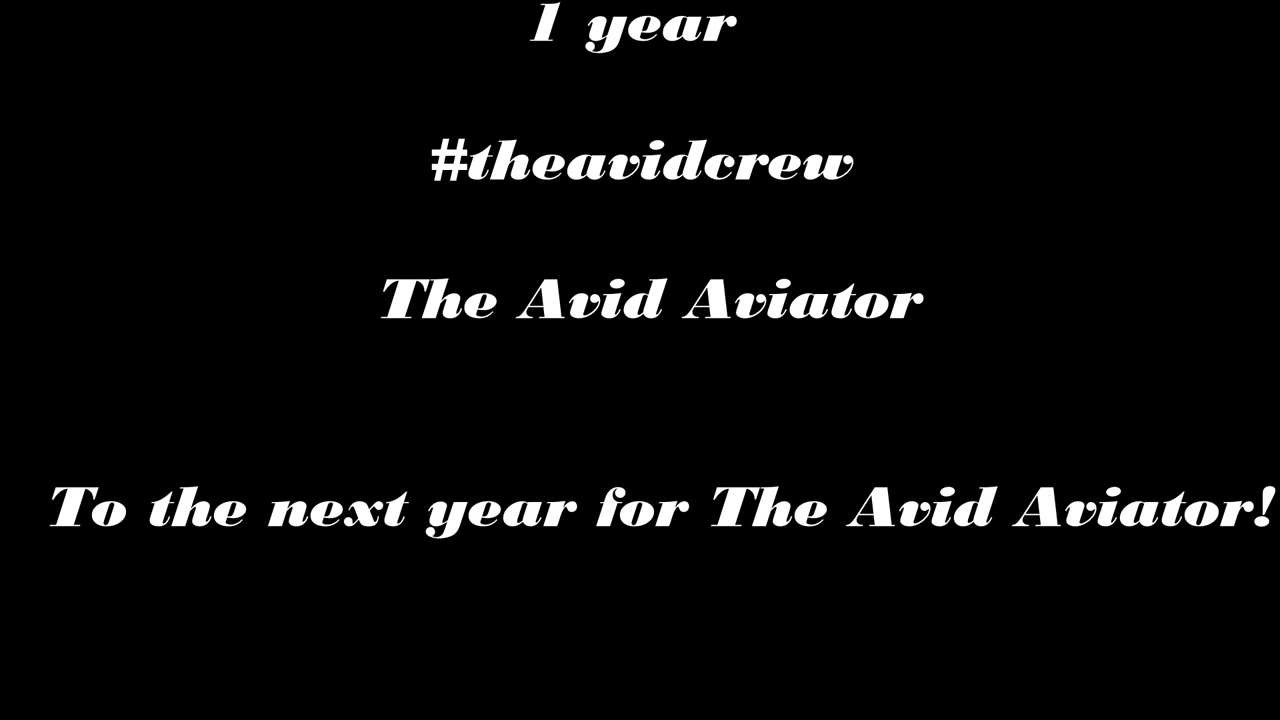 1 year
#theavidcrew
The Avid Aviator
To the next year for The Avid Aviator!